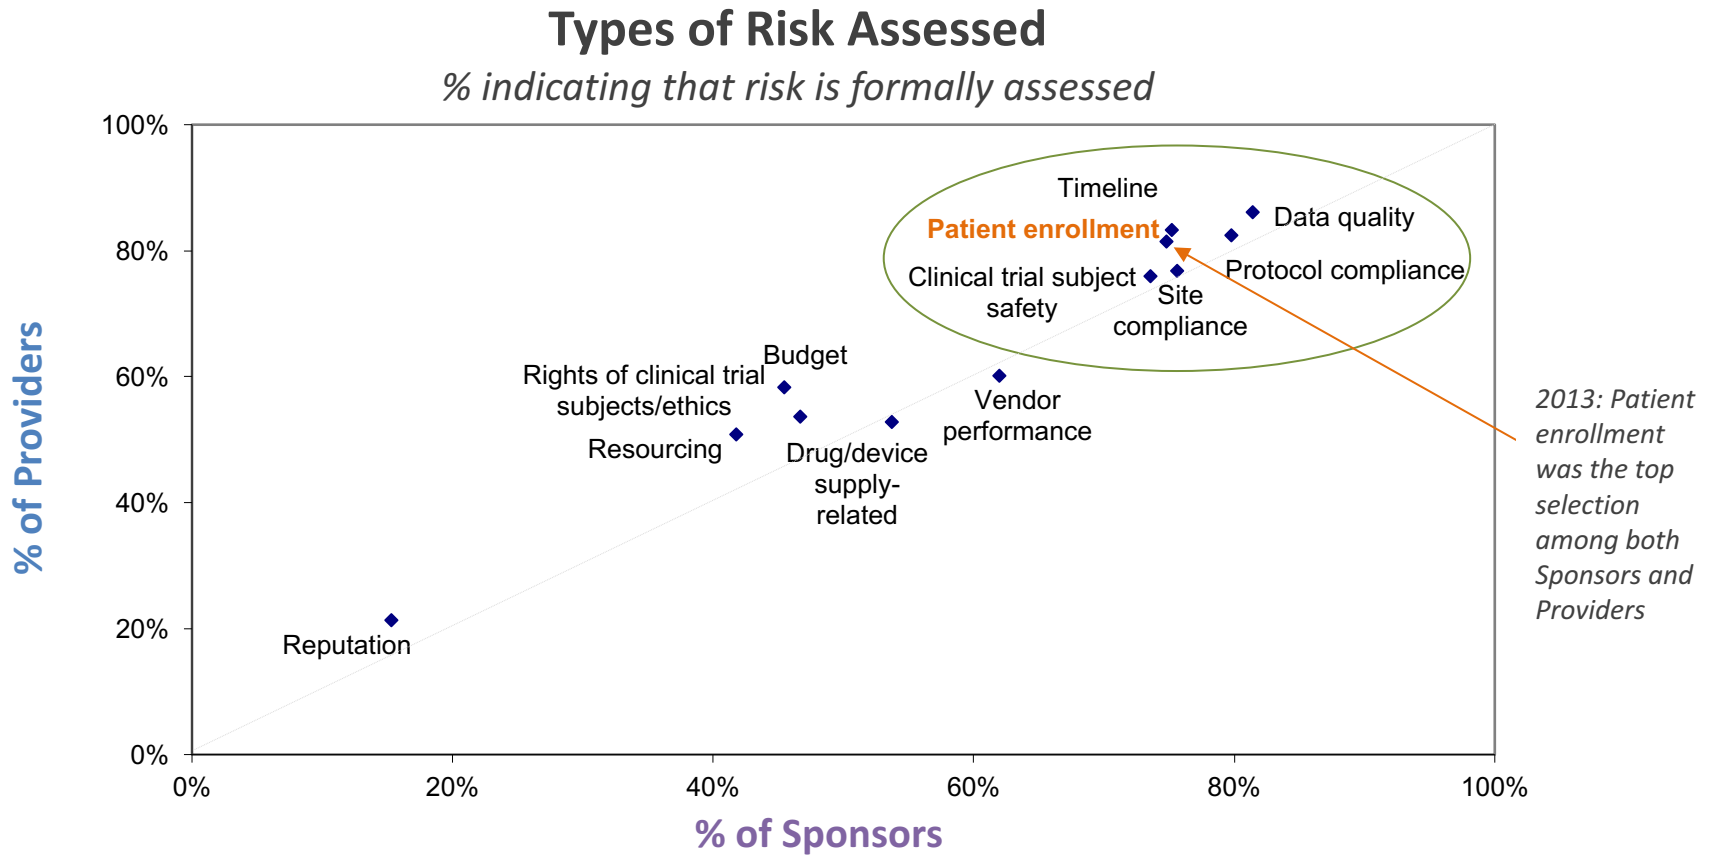 Types of Risk Assessed
% indicating that risk is formally assessed
% of Providers
100%
80%
60%
40%
20%
0%
Timeline
Patient enrollment
Data quality
Clinical trial subject
safety
Protocol compliance
Site
compliance
Budget
Rights of clinical trial
subjects/ethics
Resourcing
Vendor
performance
Drug/device
supply-
related
Reputation
2013: Patient
enrollment
was the top
selection
among both
Sponsors and
Providers
0%
20%
40%
60%
80%
100%
% of Sponsors